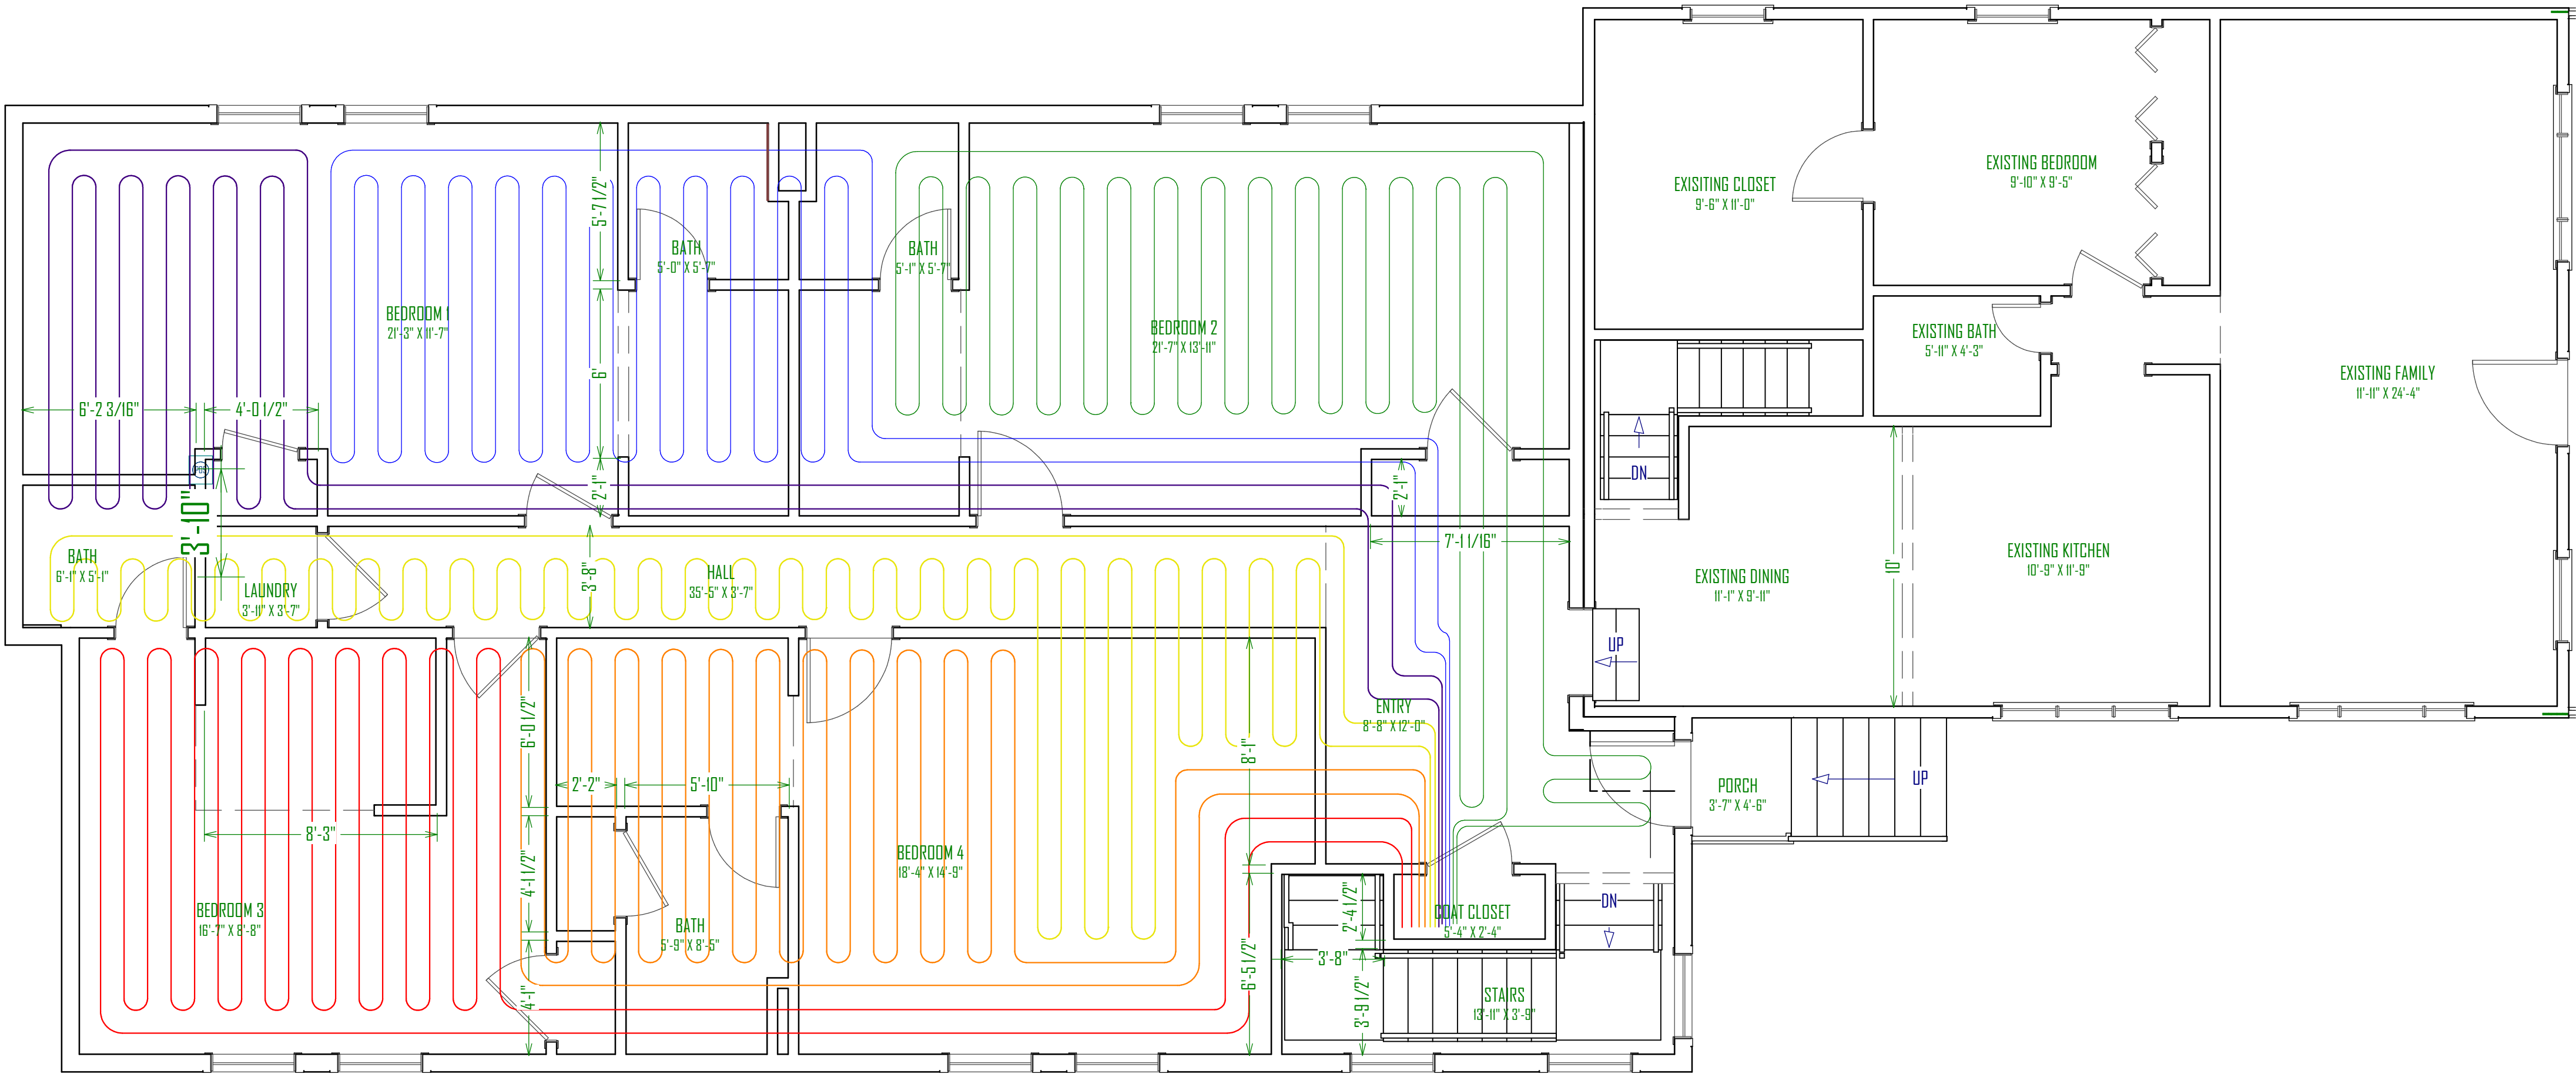 EXISITING CLOSET
9'-6" X 11'-0"
EXISTING BEDROOM
9'-10" X 9'-5"
5'-7 1/2"
BATH
5'-0" X 5'-7"
BATH
5'-1" X 5'-7"
BEDROOM 1
21'-3" X 11'-7"
BEDROOM 2
21'-7" X 13'-11"
EXISTING BATH
5'-11" X 4'-3"
EXISTING FAMILY
11'-11" X 24'-4"
6'
6'-2 3/16"
4'-0 1/2"
DN
2'-1"
2'-1"
3'-10"
BATH
6'-1" X 5'-1"
LAUNDRY
3'-11" X 3'-7"
3'-8"
HALL
35'-5" X 3'-7"
7'-1 1/16"
EXISTING DINING
11'-1" X 9'-11"
10'
EXISTING KITCHEN
10'-9" X 11'-9"
UP
ENTRY
8'-8" X 12'-0"
6'-0 1/2"
8'-1"
2'-2"
5'-10"
PORCH
3'-7" X 4'-6"
UP
8'-3"
4'-1 1/2"
BEDROOM 4
18'-4" X 14'-9"
BEDROOM 3
16'-7" X 8'-8"
BATH
5'-9" X 8'-5"
2'-4 1/2"
COAT CLOSET
5'-4" X 2'-4"
DN
6'-5 1/2"
3'-8"
4'-1"
3'-9 1/2"
STAIRS
13'-11" X 3'-9"